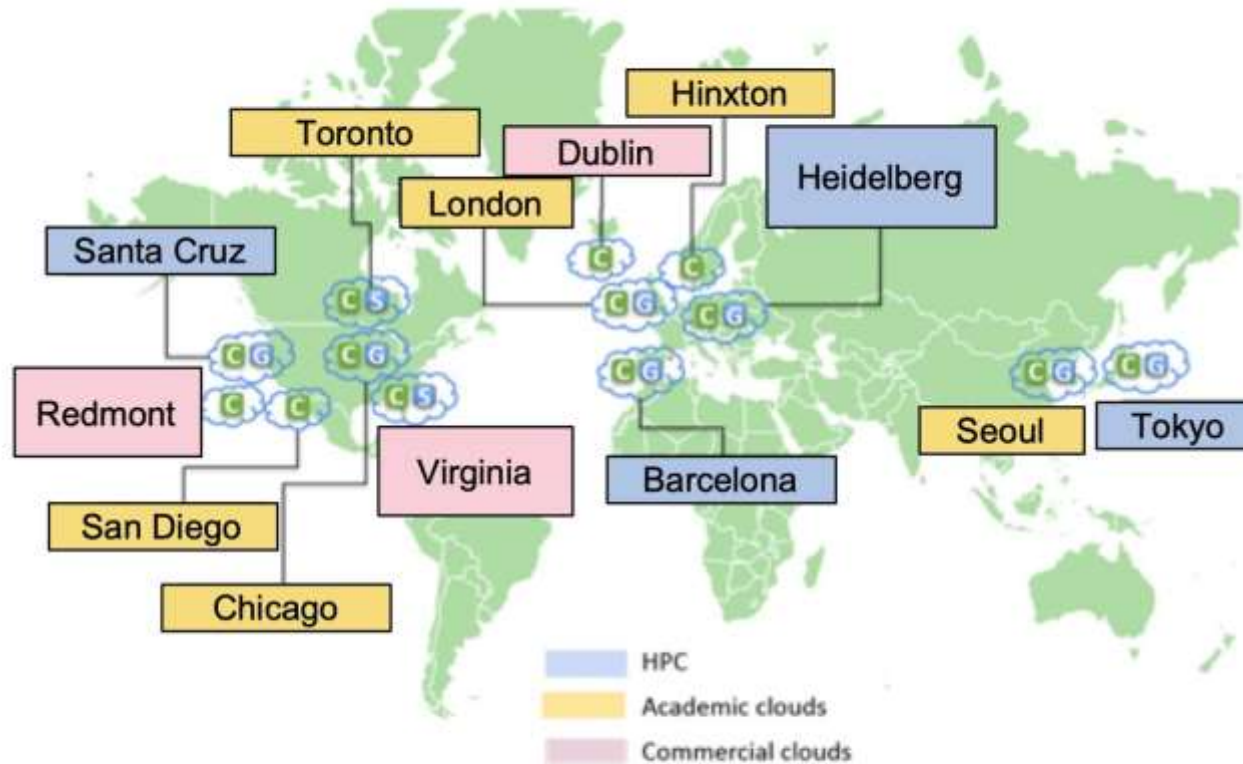 Hinxton
Toronto
Dublin
Heidelberg
London
Santa Cruz
C
C
C G
C S
C G
C G
C G
C G
C G
C G
Redmont
C
C
C S
Seoul
Tokyo
Virginia
Barcelona
San Diego
Chicago
HPC
Academic clouds
Commercial clouds